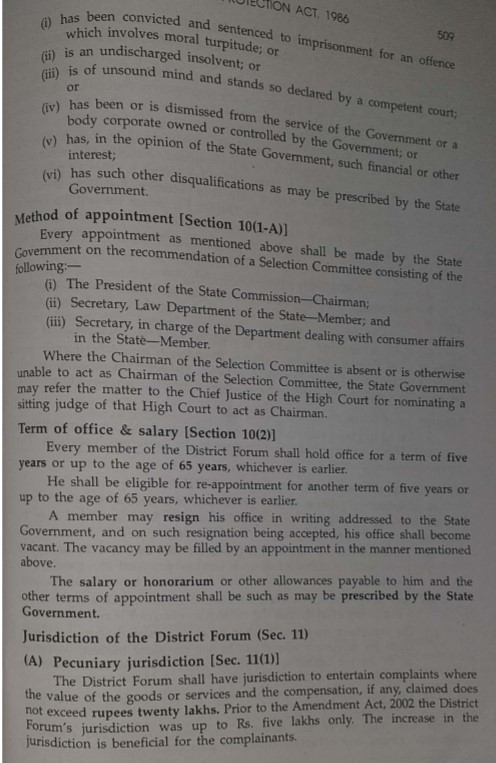 ACT, 1986
509
(i) has been convicted and sentenced to imprisonment for an offence
which involves moral turpitude; or
(ii) is an undischarged insolvent; or
(iii) is of unsound mind and stands so declared by a competent court;
or
(iv) has been or is dismissed from the service of the Government or a
body corporate owned or controlled by the Government; or
(v) has, in the opinion of the State Government, such financial or other
interest;
(vi) has such other disqualifications as may be prescribed by the State
Government.
Method of appointment [Section 10(1-A)]
Every appointment as mentioned above shall be made by the State
Government on the recommendation of a Selection Committee consisting of the
following:—
(i) The President of the State Commission—Chairman;
(ii) Secretary, Law Department of the State—Member; and
(iii) Secretary, in charge of the Department dealing with consumer affairs
in the State—Member.
Where the Chairman of the Selection Committee is absent or is otherwise
unable to act as Chairman of the Selection Committee, the State Government
may refer the matter to the Chief Justice of the High Court for nominating a
sitting judge of that High Court to act as Chairman.
Term of office & salary [Section 10(2)]
Every member of the District Forum shall hold office for a term of five
years or up to the age of 65 years, whichever is earlier.
He shall be eligible for re-appointment for another term of five years or
up to the age of 65 years, whichever is earlier.
A member may resign his office in writing addressed to the State
Government, and on such resignation being accepted, his office shall become
vacant. The vacancy may be filled by an appointment in the manner mentioned
above.
The salary or honorarium or other allowances payable to him and the
other terms of appointment shall be such as may be prescribed by the State
Government.
Jurisdiction of the District Forum (Sec. 11)
(A) Pecuniary jurisdiction [Sec. 11(1)]
The District Forum shall have jurisdiction to entertain complaints where
the value of the goods or services and the compensation, if any, claimed does
not exceed rupees twenty lakhs. Prior to the Amendment Act, 2002 the District
Forum's jurisdiction was up to Rs. five lakhs only. The increase in the
jurisdiction is beneficial for the complainants.